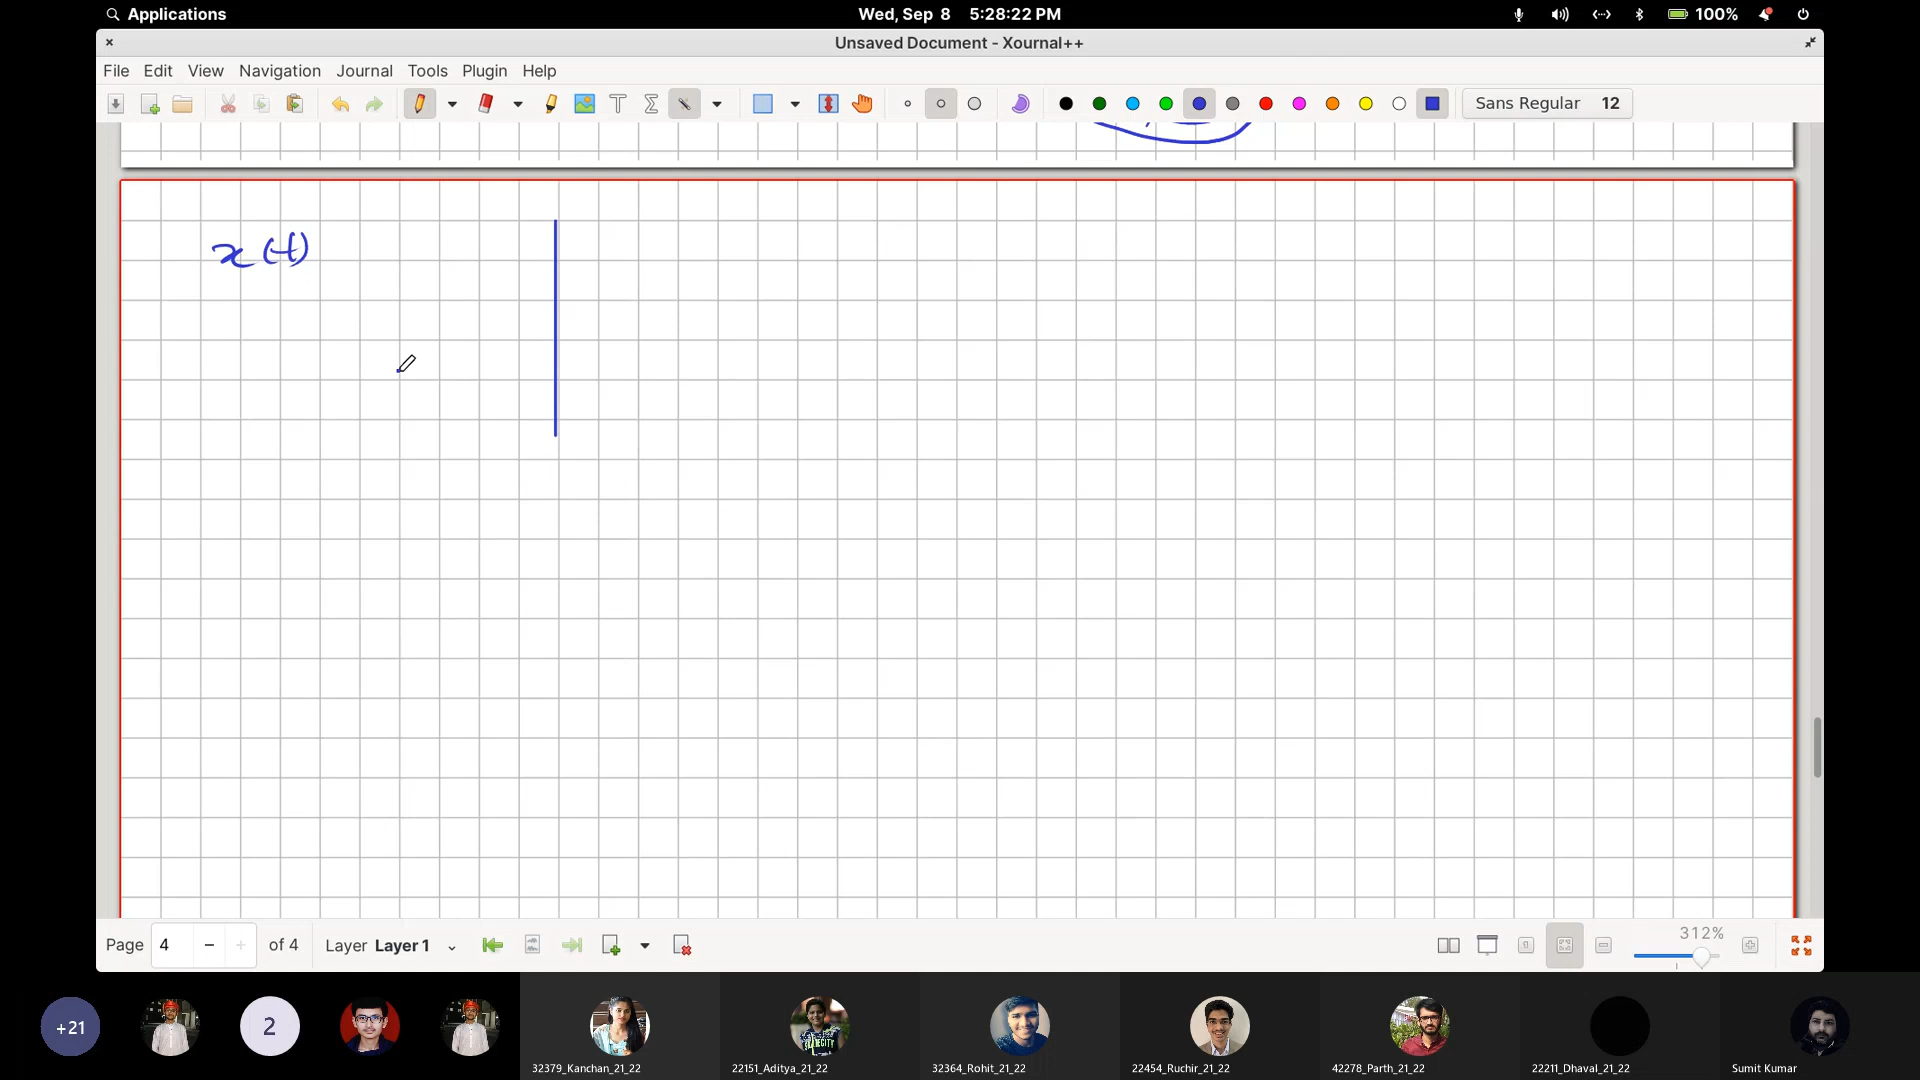 Applications
Wed, Sep 8 5:28:22 PM
100%
Unsaved Document - Xournal++
File Edit View Navigation Journal Tools Plugin Help
Sans Regular 12
x(t)
Page 4 of 4 Layer Layer 1
312%
+21
2
32379_Kanchan_21_22
22151_Aditya_21_22
32364_Rohit_21_22
22454_Ruchir_21_22
42278_Parth_21_22
22211_Dhaval_21_22
Sumit Kumar